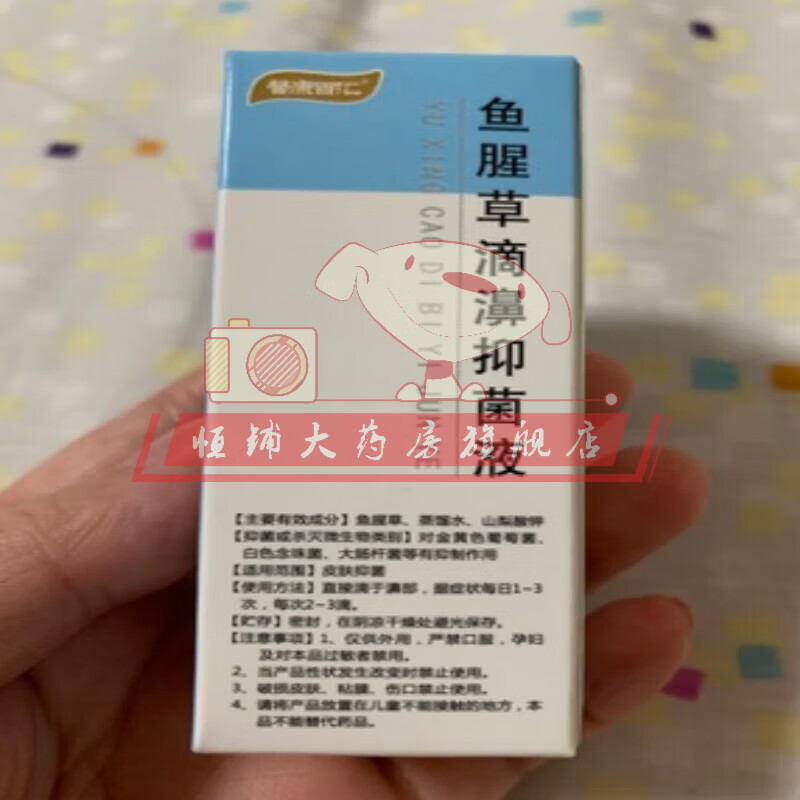 鱼腥草滴濞抑菌液
YU XING CAO DI BI YI JUN YE
恒铺大药房旗舰店
【主要有效成分】鱼腥草、蒸馏水、山梨酸钾
【抑菌或杀灭微生物类别】对金黄色葡萄菌、
白色念珠菌、大肠杆菌等有抑制作用
【适用范围】皮肤抑菌
【使用方法】直接滴于濞部，据症状每日1-3
次，每次2-3滴。
【贮存】密封，在阴凉干燥处避光保存。
【注意事项】1、仅供外用，严禁口服，孕妇
及对本品过敏者禁用。
2、当产品性状发生改变时禁止使用。
3、破损皮肤、粘膜、伤口禁止使用。
4、请将产品放置在儿童不能接触的地方，本
品不能替代药品。